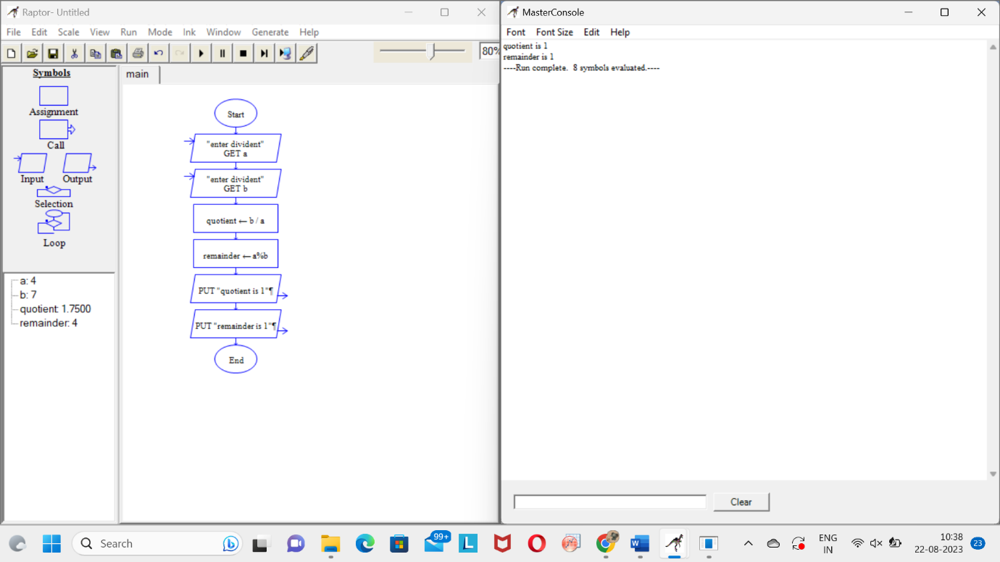 Raptor- Untitled
File Edit Scale View Run Mode Ink Window Generate Help
80%
Symbols
Assignment
Call
Input Output
Selection
Loop
a: 4
b: 7
quotient: 1.7500
remainder: 4
main
Start
"enter divident"
GET a
"enter divident"
GET b
quotient ← b / a
remainder ← a%b
PUT "quotient is 1"¶
PUT "remainder is 1"¶
End
MasterConsole
Font Font Size Edit Help
quotient is 1
remainder is 1
----Run complete.  8 symbols evaluated.----
Clear
Search
99+
L
W
ENG
IN
10:38
22-08-2023
23